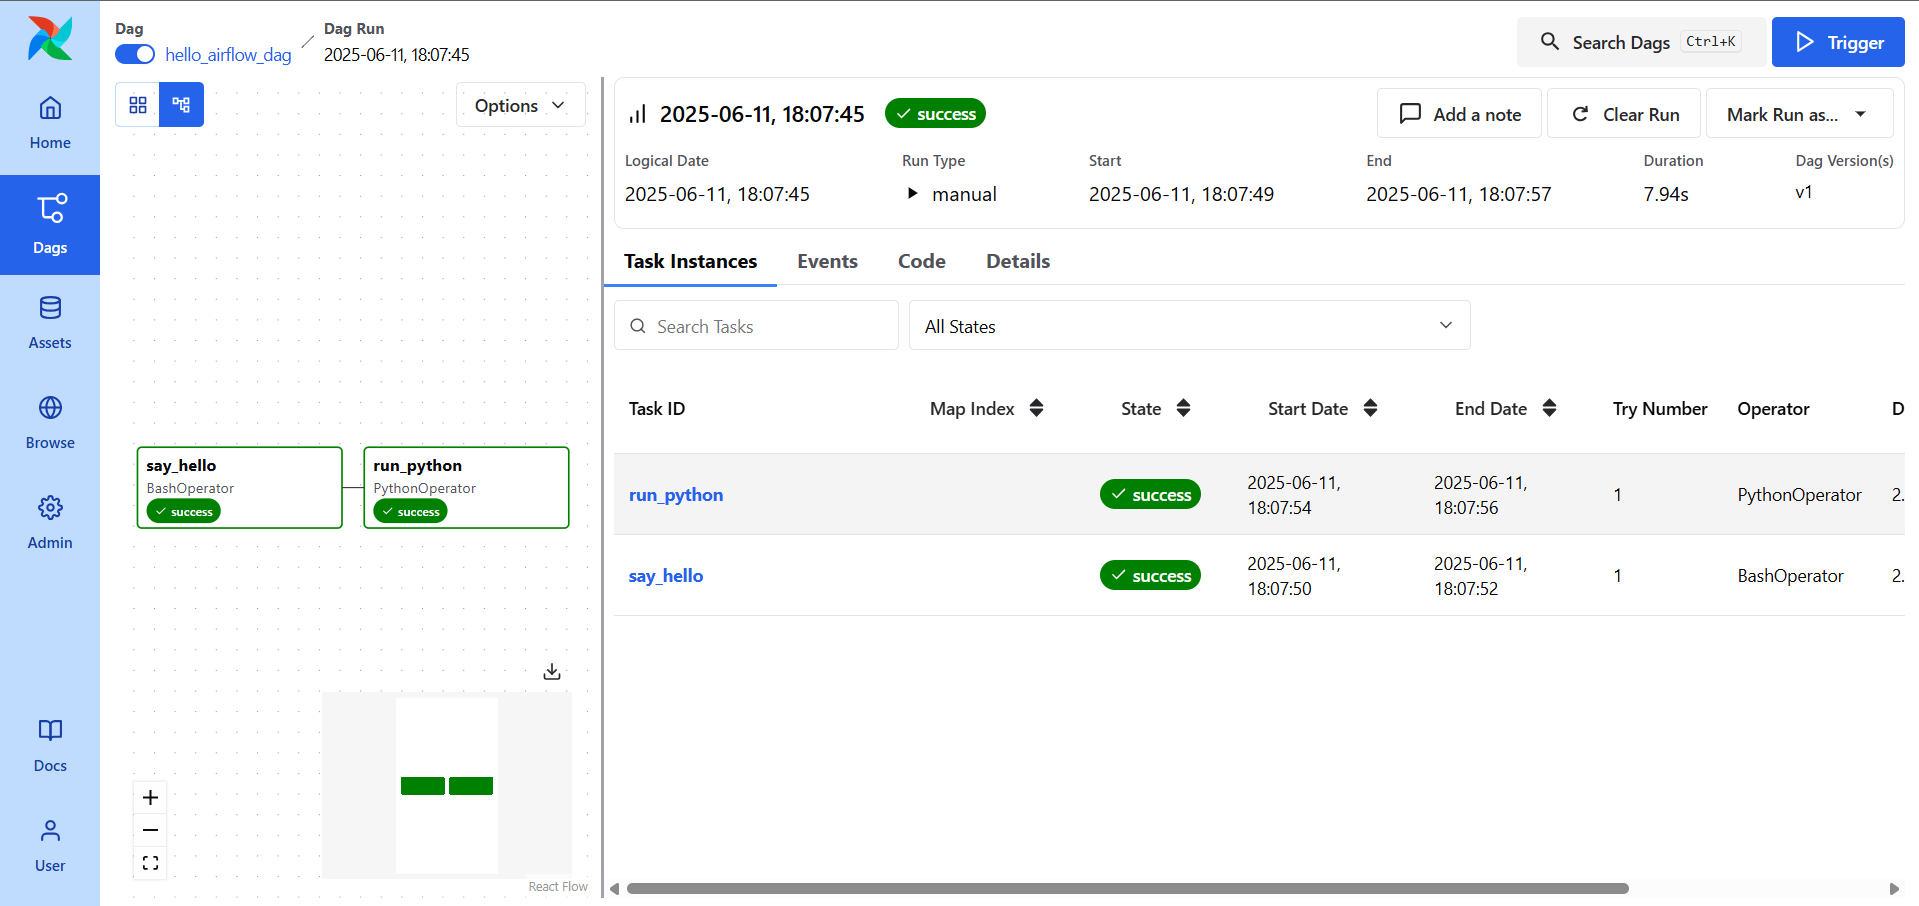 Dag
hello_airflow_dag
Dag Run
2025-06-11, 18:07:45
Search Dags Ctrl+K
Trigger
Home
Dags
Assets
Browse
Admin
Docs
User
Options
say_hello
BashOperator
success
run_python
PythonOperator
success
React Flow
2025-06-11, 18:07:45 success
Add a note
Clear Run
Mark Run as...
Logical Date Run Type Start End Duration Dag Version(s)
2025-06-11, 18:07:45 manual 2025-06-11, 18:07:49 2025-06-11, 18:07:57 7.94s v1
Task Instances Events Code Details
Search Tasks
All States
Task ID Map Index State Start Date End Date Try Number Operator D
run_python success 2025-06-11, 18:07:54 2025-06-11, 18:07:56 1 PythonOperator 2.
say_hello success 2025-06-11, 18:07:50 2025-06-11, 18:07:52 1 BashOperator 2.